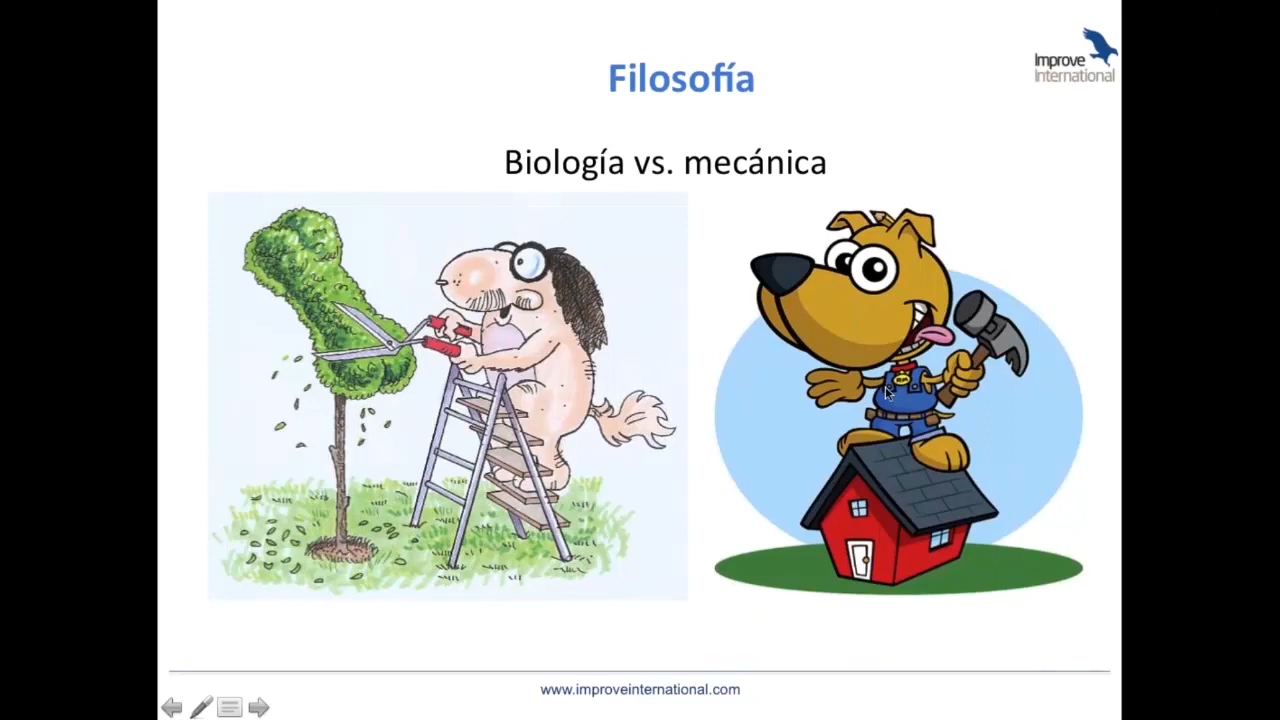 Improve
International
Filosofía
Biología vs. mecánica
www.improveinternational.com